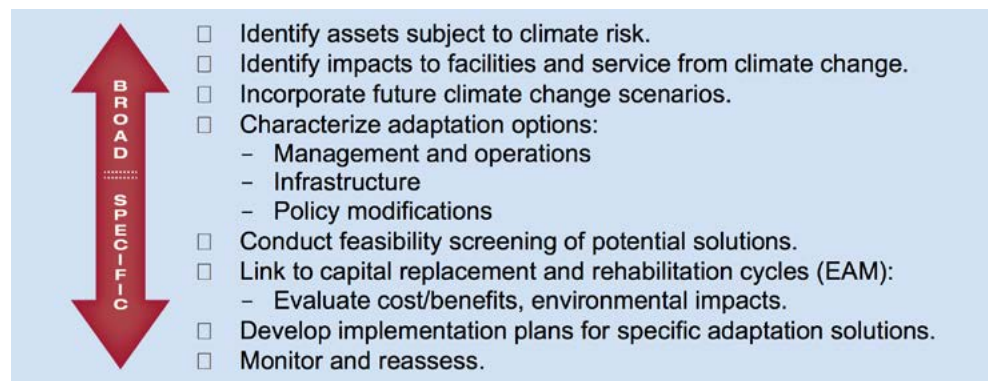 BROAD
SPECIFIC
□ Identify assets subject to climate risk.
□ Identify impacts to facilities and service from climate change.
□ Incorporate future climate change scenarios.
□ Characterize adaptation options:
– Management and operations
– Infrastructure
– Policy modifications
□ Conduct feasibility screening of potential solutions.
□ Link to capital replacement and rehabilitation cycles (EAM):
– Evaluate cost/benefits, environmental impacts.
□ Develop implementation plans for specific adaptation solutions.
□ Monitor and reassess.